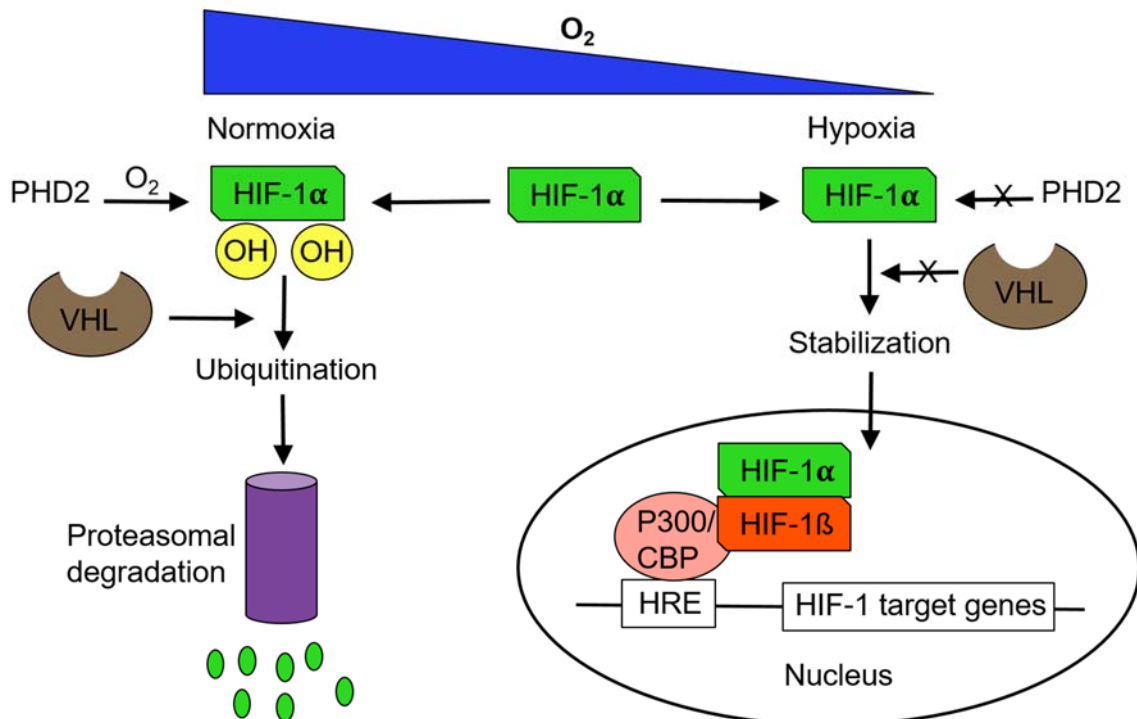 O₂
Normoxia
Hypoxia
PHD2
O₂
HIF-1α
HIF-1α
HIF-1α
X
PHD2
OH
OH
VHL
X
VHL
Ubiquitination
Stabilization
Proteasomal
degradation
HIF-1α
P300/
CBP
HIF-1ß
HRE
HIF-1 target genes
Nucleus